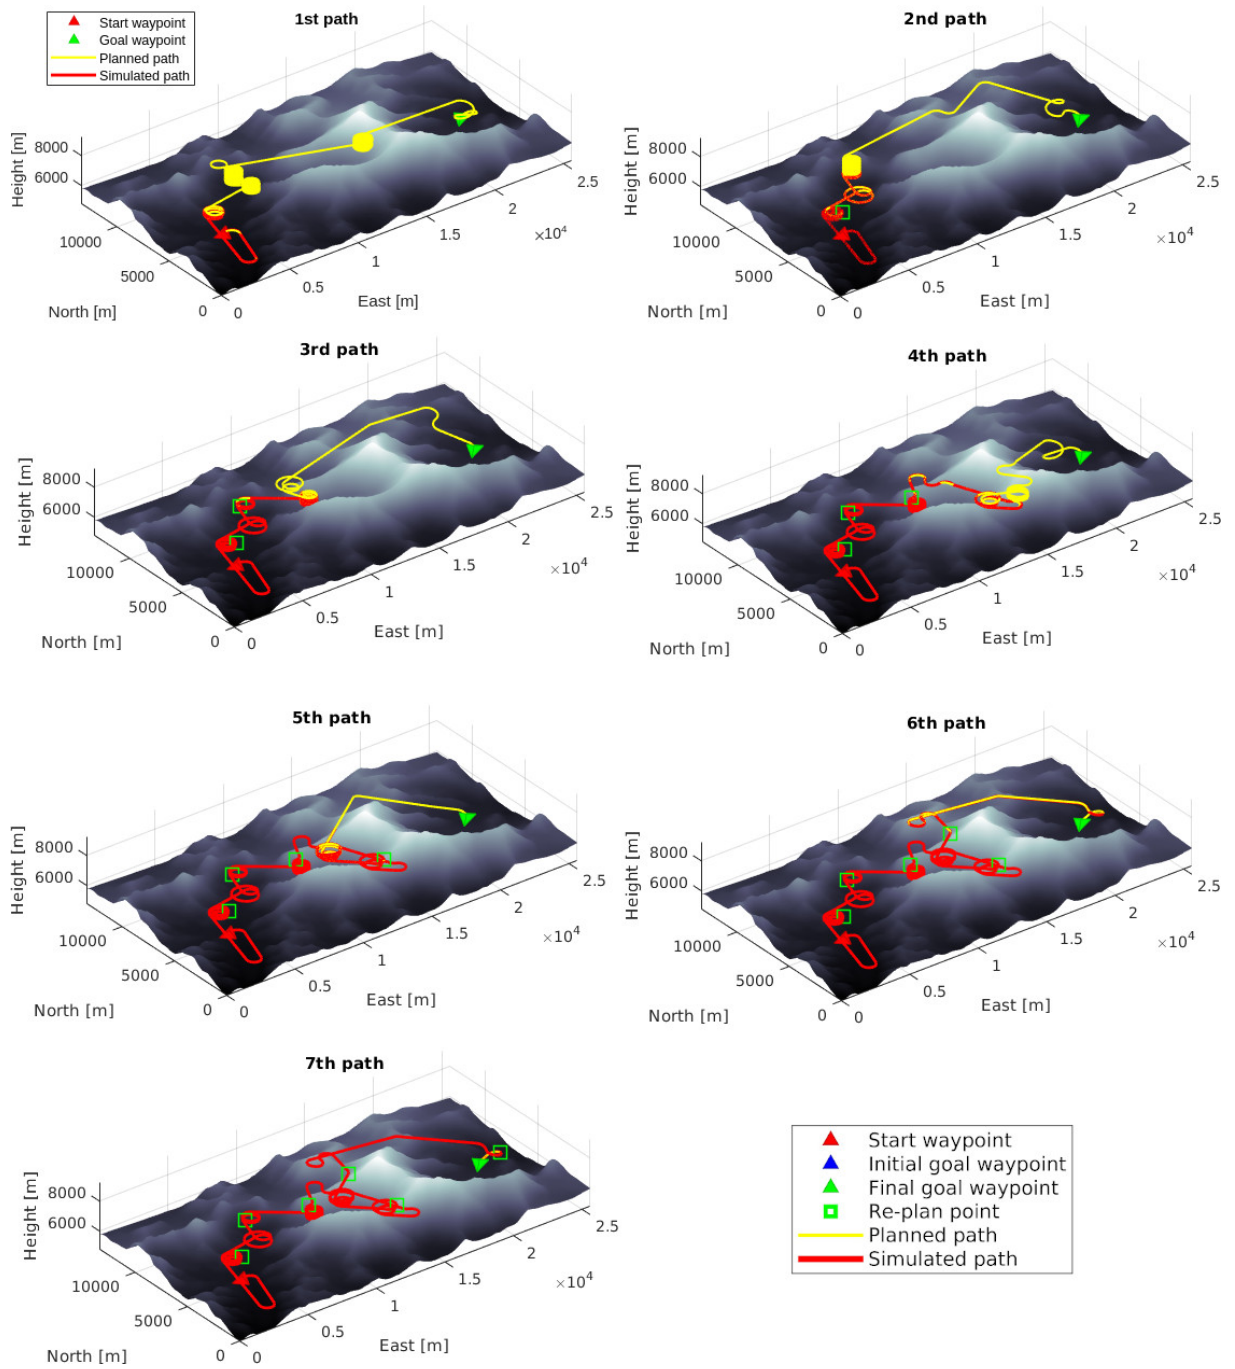 1st path
Start waypoint
Goal waypoint
Planned path
Simulated path
Height [m]
8000
6000
10000
5000
0
North [m]
0
0.5
1
1.5
2
2.5
×10⁴
East [m]
2nd path
Height [m]
8000
6000
10000
5000
0
North [m]
0
0.5
1
1.5
2
2.5
×10⁴
East [m]
3rd path
Height [m]
8000
6000
10000
5000
0
North [m]
0
0.5
1
1.5
2
2.5
×10⁴
East [m]
4th path
Height [m]
8000
6000
10000
5000
0
North [m]
0
0.5
1
1.5
2
2.5
×10⁴
East [m]
5th path
Height [m]
8000
6000
10000
5000
0
North [m]
0
0.5
1
1.5
2
2.5
×10⁴
East [m]
6th path
Height [m]
8000
6000
10000
5000
0
North [m]
0
0.5
1
1.5
2
2.5
×10⁴
East [m]
7th path
Height [m]
8000
6000
10000
5000
0
North [m]
0
0.5
1
1.5
2
2.5
×10⁴
East [m]
Start waypoint
Initial goal waypoint
Final goal waypoint
Re-plan point
Planned path
Simulated path